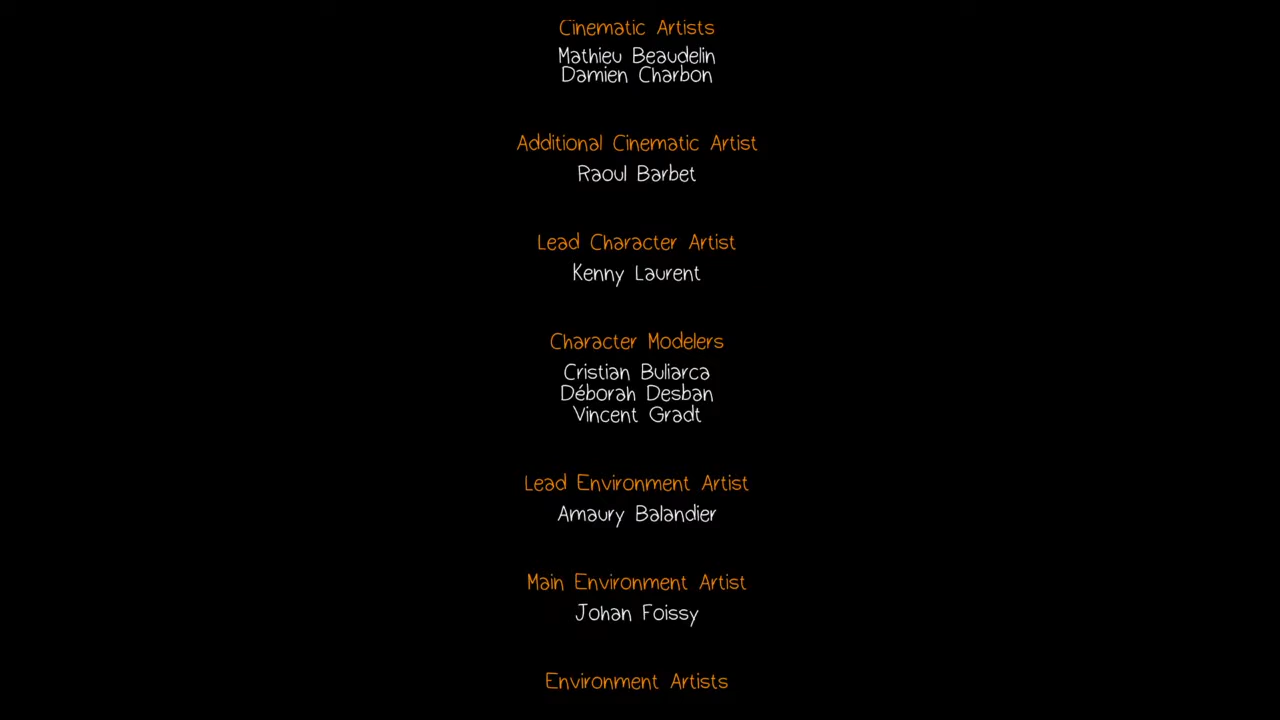 Cinematic Artists
Mathieu Beaudelin
Damien Charbon
Additional Cinematic Artist
Raoul Barbet
Lead Character Artist
Kenny Laurent
Character Modelers
Cristian Buliarca
Déborah Desban
Vincent Gradt
Lead Environment Artist
Amaury Balandier
Main Environment Artist
Johan Foissy
Environment Artists